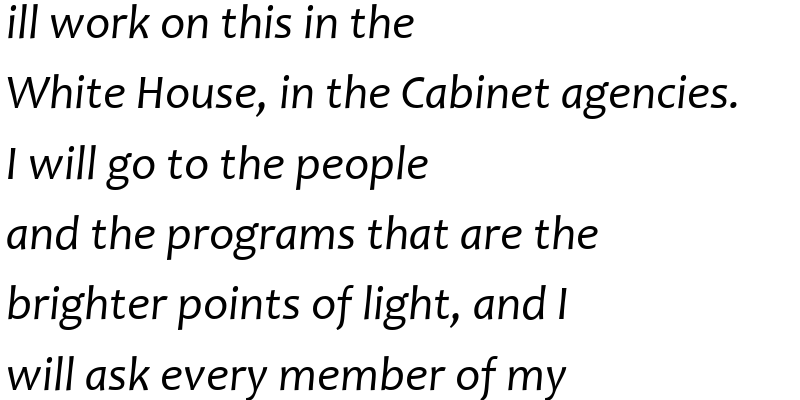 ill work on this in the
White House, in the Cabinet agencies.
I will go to the people
and the programs that are the
brighter points of light, and I
will ask every member of my